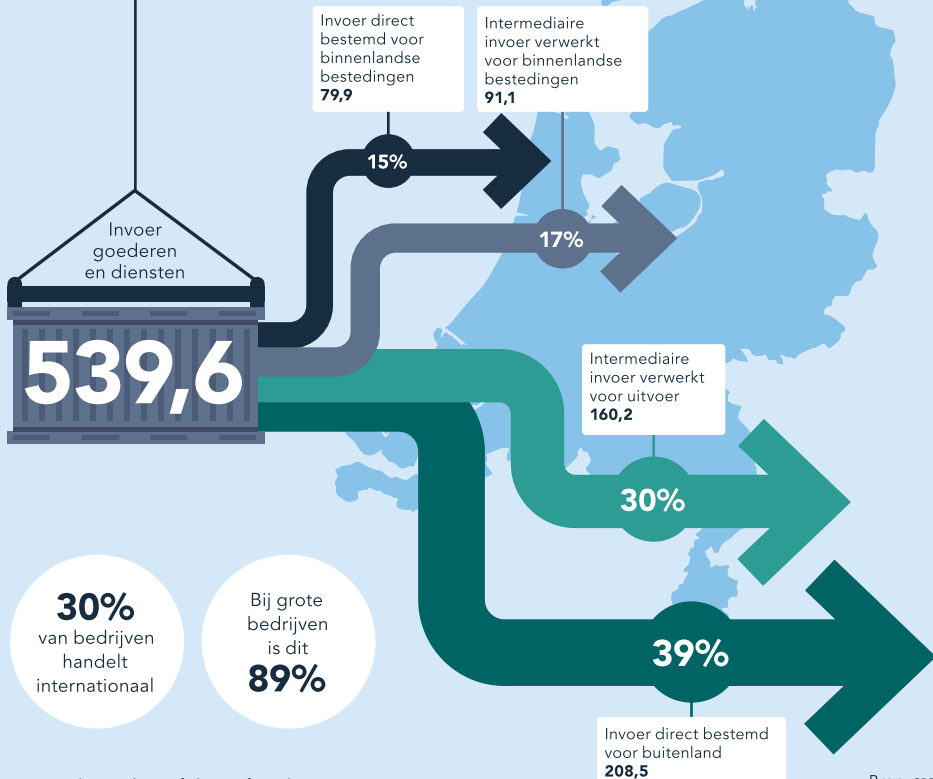 Invoer direct
bestemd voor
binnenlandse
bestedingen
79,9
Intermediaire
invoer verwerkt
voor binnenlandse
bestedingen
91,1
15%
17%
Invoer
goederen
en diensten
539,6
Intermediaire
invoer verwerkt
voor uitvoer
160,2
30%
30%
van bedrijven
handelt
internationaal
Bij grote
bedrijven
is dit
89%
39%
Invoer direct bestemd
voor buitenland
208,5